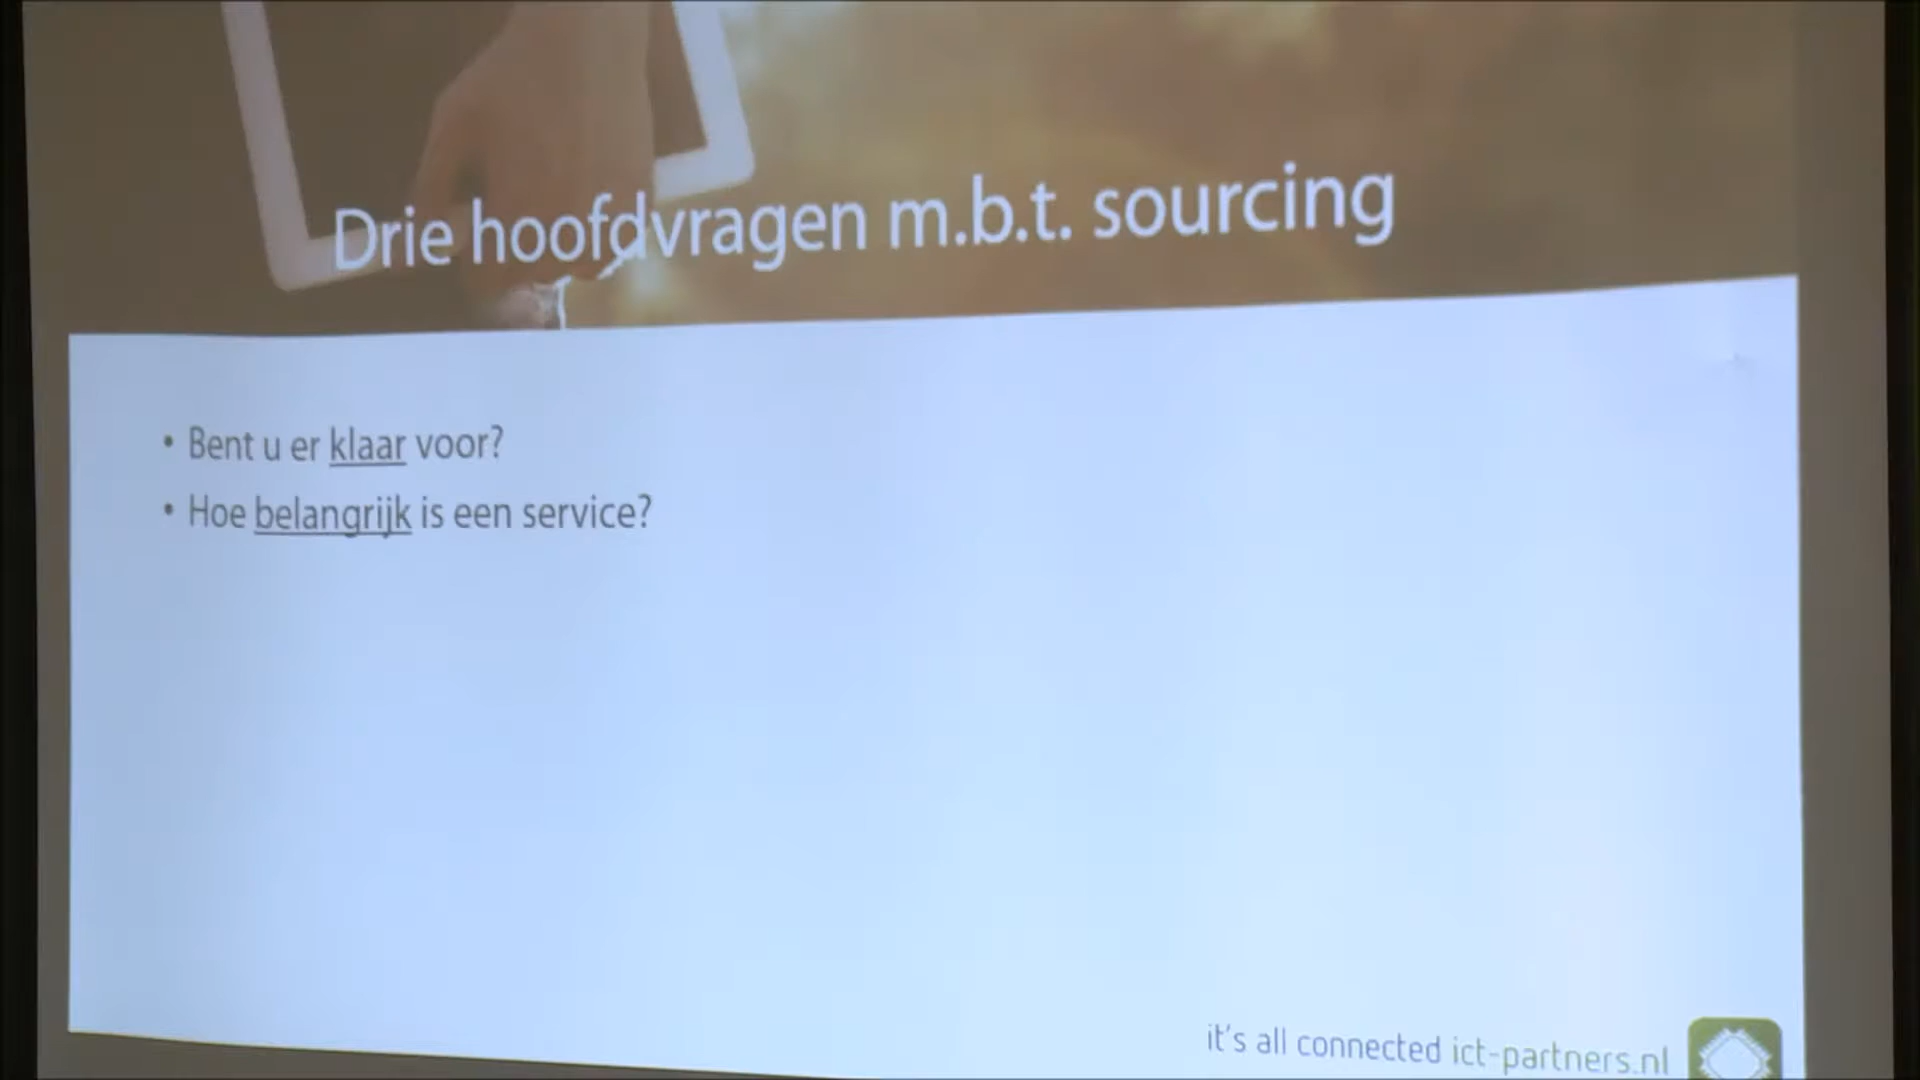 Drie hoofdvragen m.b.t. sourcing
• Bent u er klaar voor?
• Hoe belangrijk is een service?
it's all connected ict-partners.nl